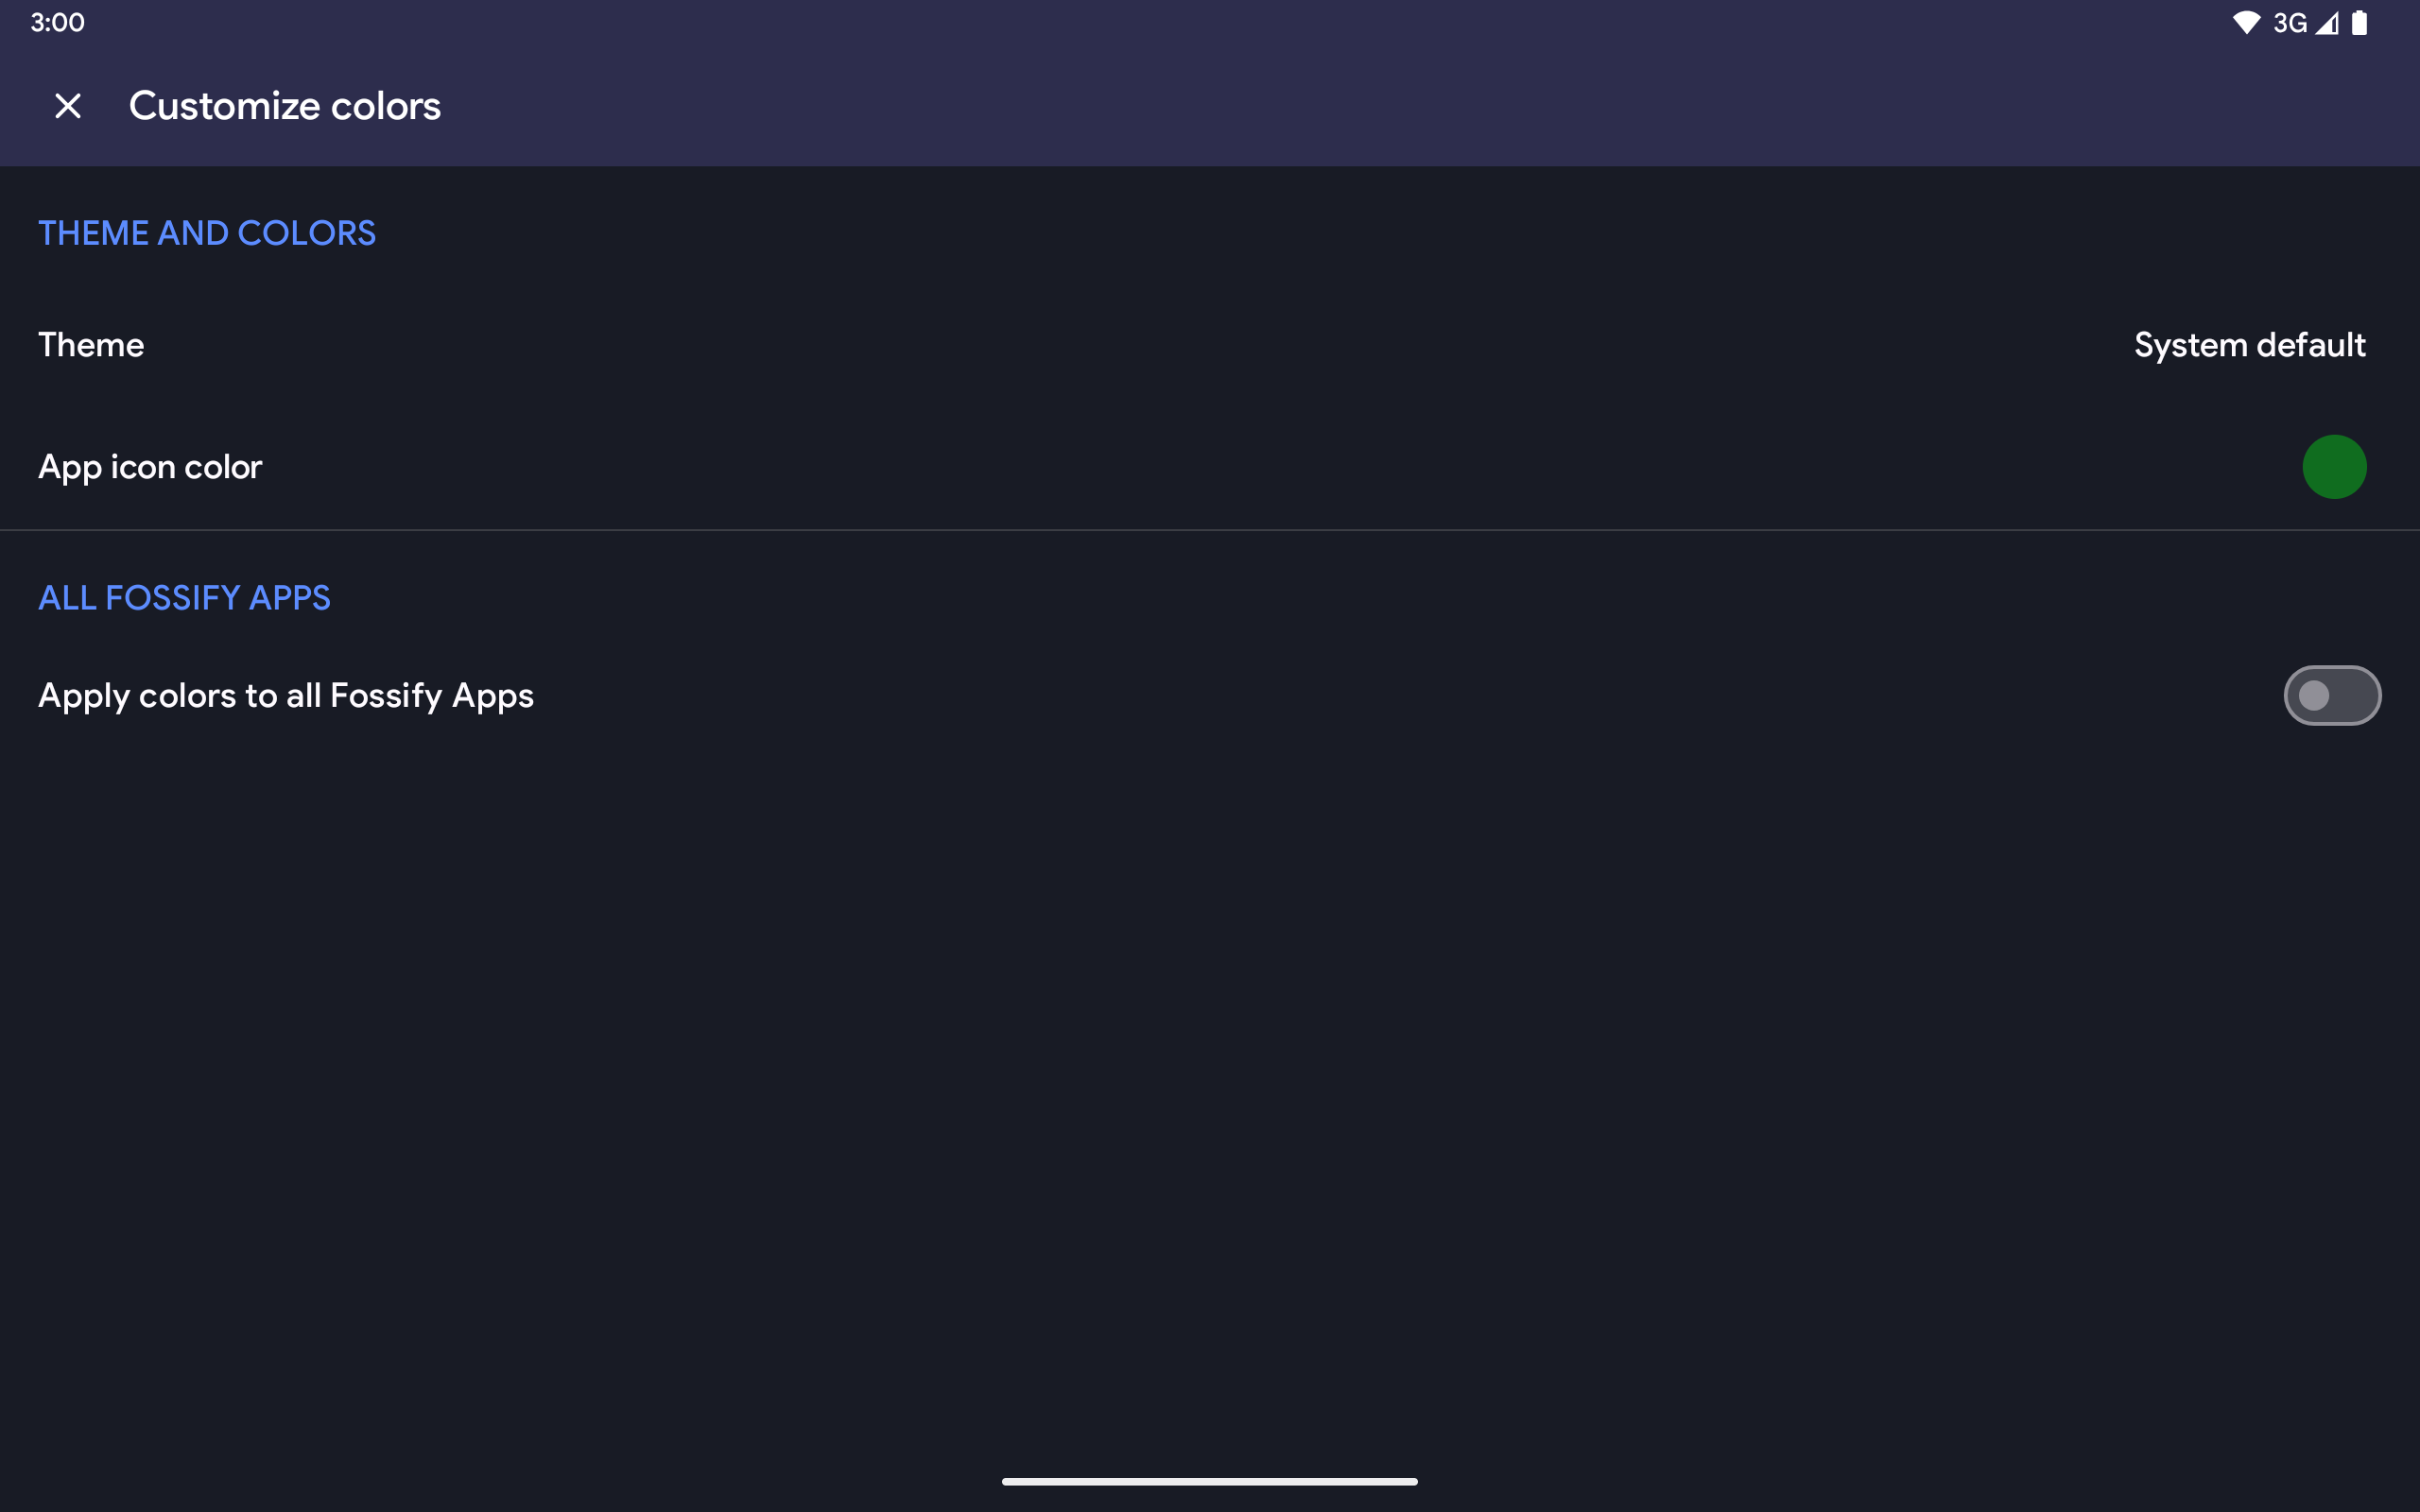 3:00
3G
Customize colors
THEME AND COLORS
Theme
System default
App icon color
ALL FOSSIFY APPS
Apply colors to all Fossify Apps